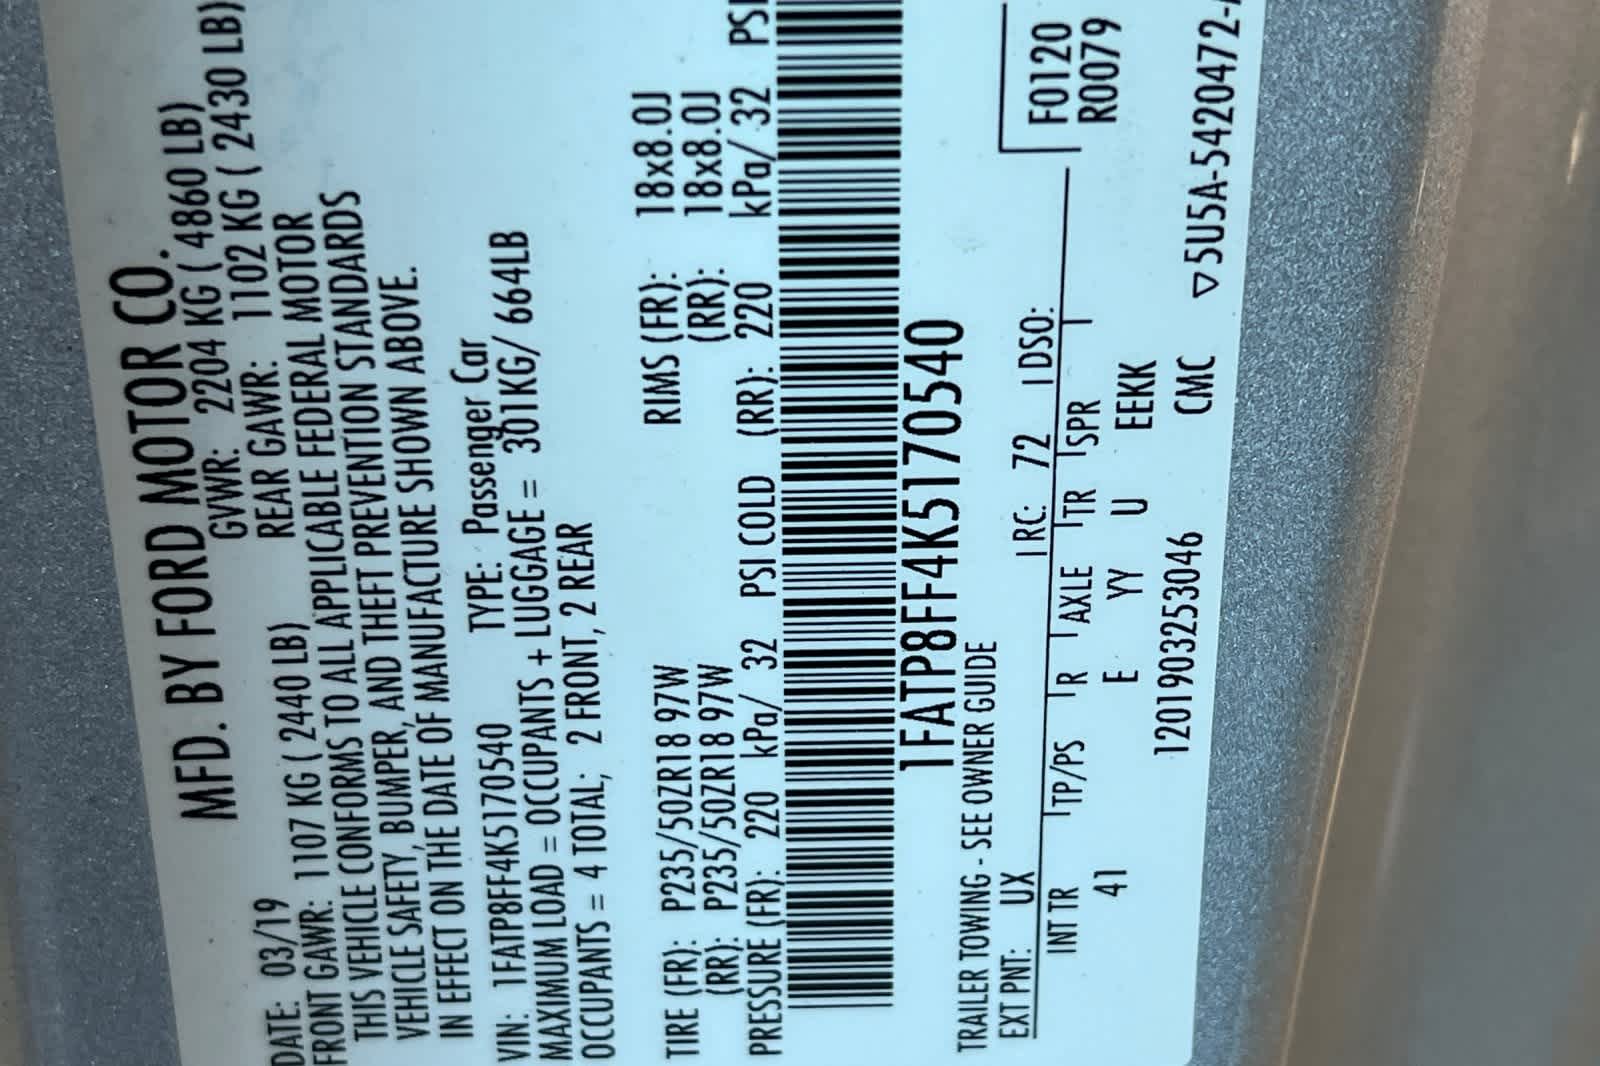 MFD. BY FORD MOTOR CO.
DATE: 03/19 GVWR: 2204 KG ( 4860 LB)
FRONT GAWR: 1107 KG ( 2440 LB) REAR GAWR: 1102 KG ( 2430 LB)
THIS VEHICLE CONFORMS TO ALL APPLICABLE FEDERAL MOTOR
VEHICLE SAFETY, BUMPER, AND THEFT PREVENTION STANDARDS
IN EFFECT ON THE DATE OF MANUFACTURE SHOWN ABOVE.
VIN: 1FATP8FF4K5170540 TYPE: Passenger Car
MAXIMUM LOAD = OCCUPANTS + LUGGAGE = 301KG/ 664LB
OCCUPANTS = 4 TOTAL; 2 FRONT, 2 REAR
TIRE (FR): P235/50ZR18 97W RIMS (FR): 18x8.0J
(RR): P235/50ZR18 97W (RR): 18x8.0J
PRESSURE (FR): 220 kPa/ 32 PSI COLD (RR): 220 kPa/ 32 PSI
1FATP8FF4K5170540
TRAILER TOWING - SEE OWNER GUIDE
F0120
R0079
EXT PNT: UX RC: 72 DSO:
INT TR TP/PS R AXLE TR SPR
41 E YY U EEKK
1201903253046 CMC ▽5U5A-5420472-